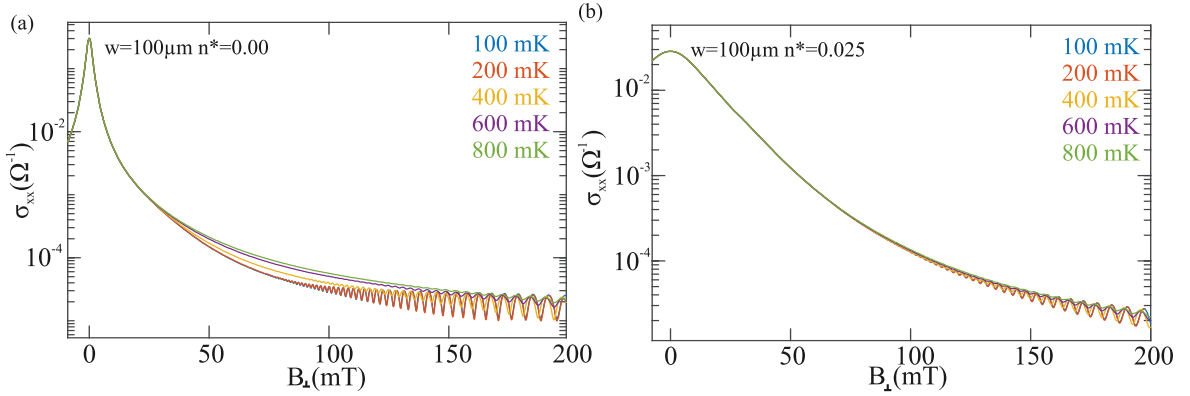 (a)
w=100µm n*=0.00
100 mK
200 mK
400 mK
600 mK
800 mK
10⁻²
10⁻⁴
σxx(Ω⁻¹)
0 50 100 150 200
B⊥(mT)
(b)
w=100µm n*=0.025
100 mK
200 mK
400 mK
600 mK
800 mK
10⁻²
10⁻³
10⁻⁴
σxx(Ω⁻¹)
0 50 100 150 200
B⊥(mT)